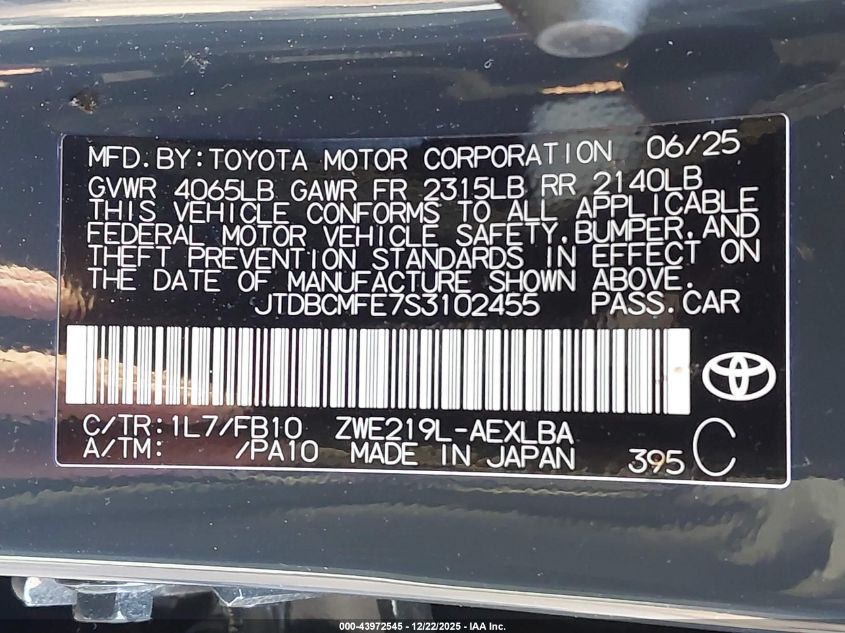 MFD.BY:TOYOTA MOTOR CORPORATION 06/25
GVWR 4065LB GAWR FR 2315LB RR 2140LB
THIS VEHICLE CONFORMS TO ALL APPLICABLE
FEDERAL MOTOR VEHICLE SAFETY,BUMPER,AND
THEFT PREVENTION STANDARDS IN EFFECT ON
THE DATE OF MANUFACTURE SHOWN ABOVE.
JTDBCMFE7S3102455 PASS.CAR
C/TR:1L7/FB10 ZWE219L-AEXLBA
A/TM: /PA10 MADE IN JAPAN 395 C
000-43972545 - 12/22/2025 - IAA Inc.